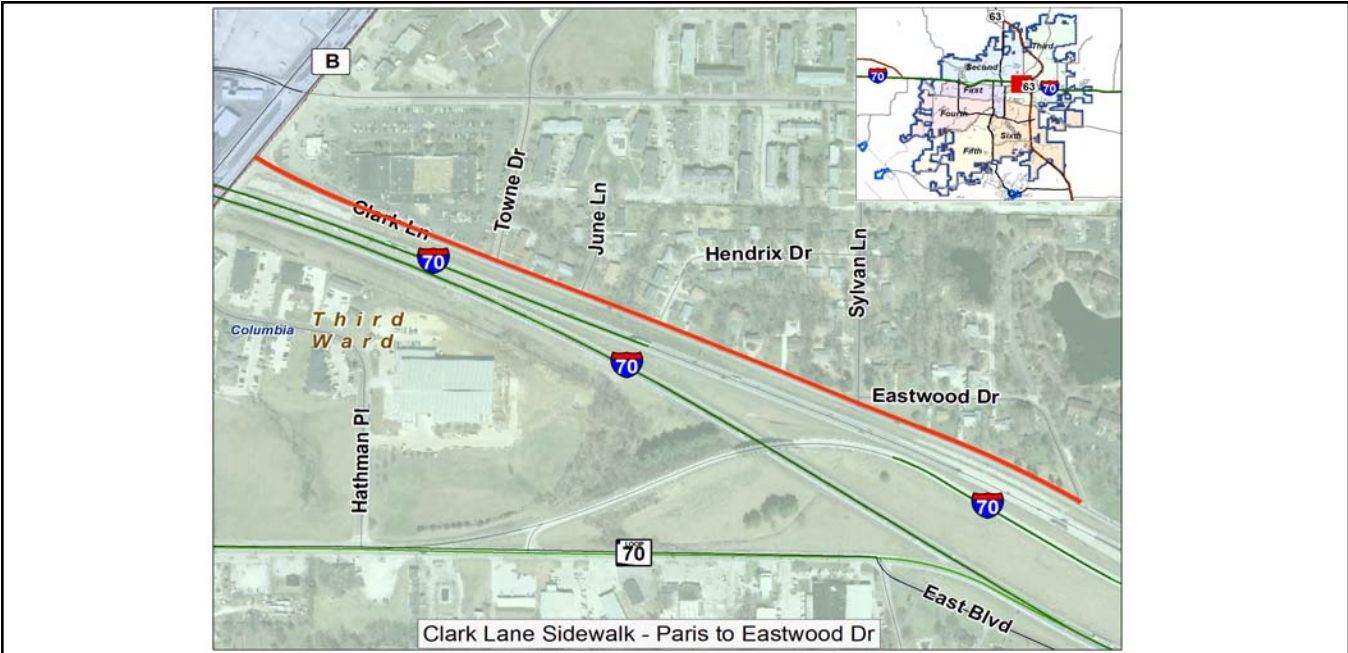 63
Third
Second
70
First
63
70
Fourth
Sixth
Fifth
B
Towne Dr
June Ln
Clark Ln
70
Hendrix Dr
Sylvan Ln
Columbia
Third
Ward
70
Eastwood Dr
Hathman Pl
70
LOOP
70
East Blvd
Clark Lane Sidewalk - Paris to Eastwood Dr